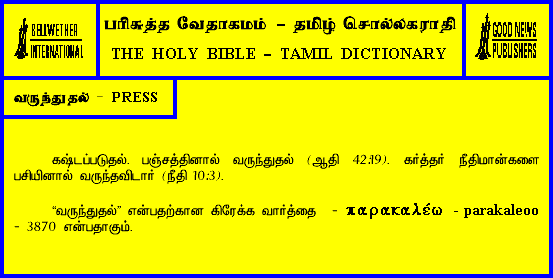 BELLWETHER
INTERNATIONAL
பரிசுத்த வேதாகமம் – தமிழ் சொல்லகராதி
THE HOLY BIBLE – TAMIL DICTIONARY
GOOD NEWS
PUBLISHERS
வருந்துதல் – PRESS
கஷ்டப்படுதல். பஞ்சத்தினால் வருந்துதல் (ஆதி 42:19). கர்த்தர் நீதிமான்களை
பசியினால் வருந்தவிடார் (நீதி 10:3).
“வருந்துதல்” என்பதற்கான கிரேக்க வார்த்தை – παρακαλέω - parakaleoo
– 3870 என்பதாகும்.